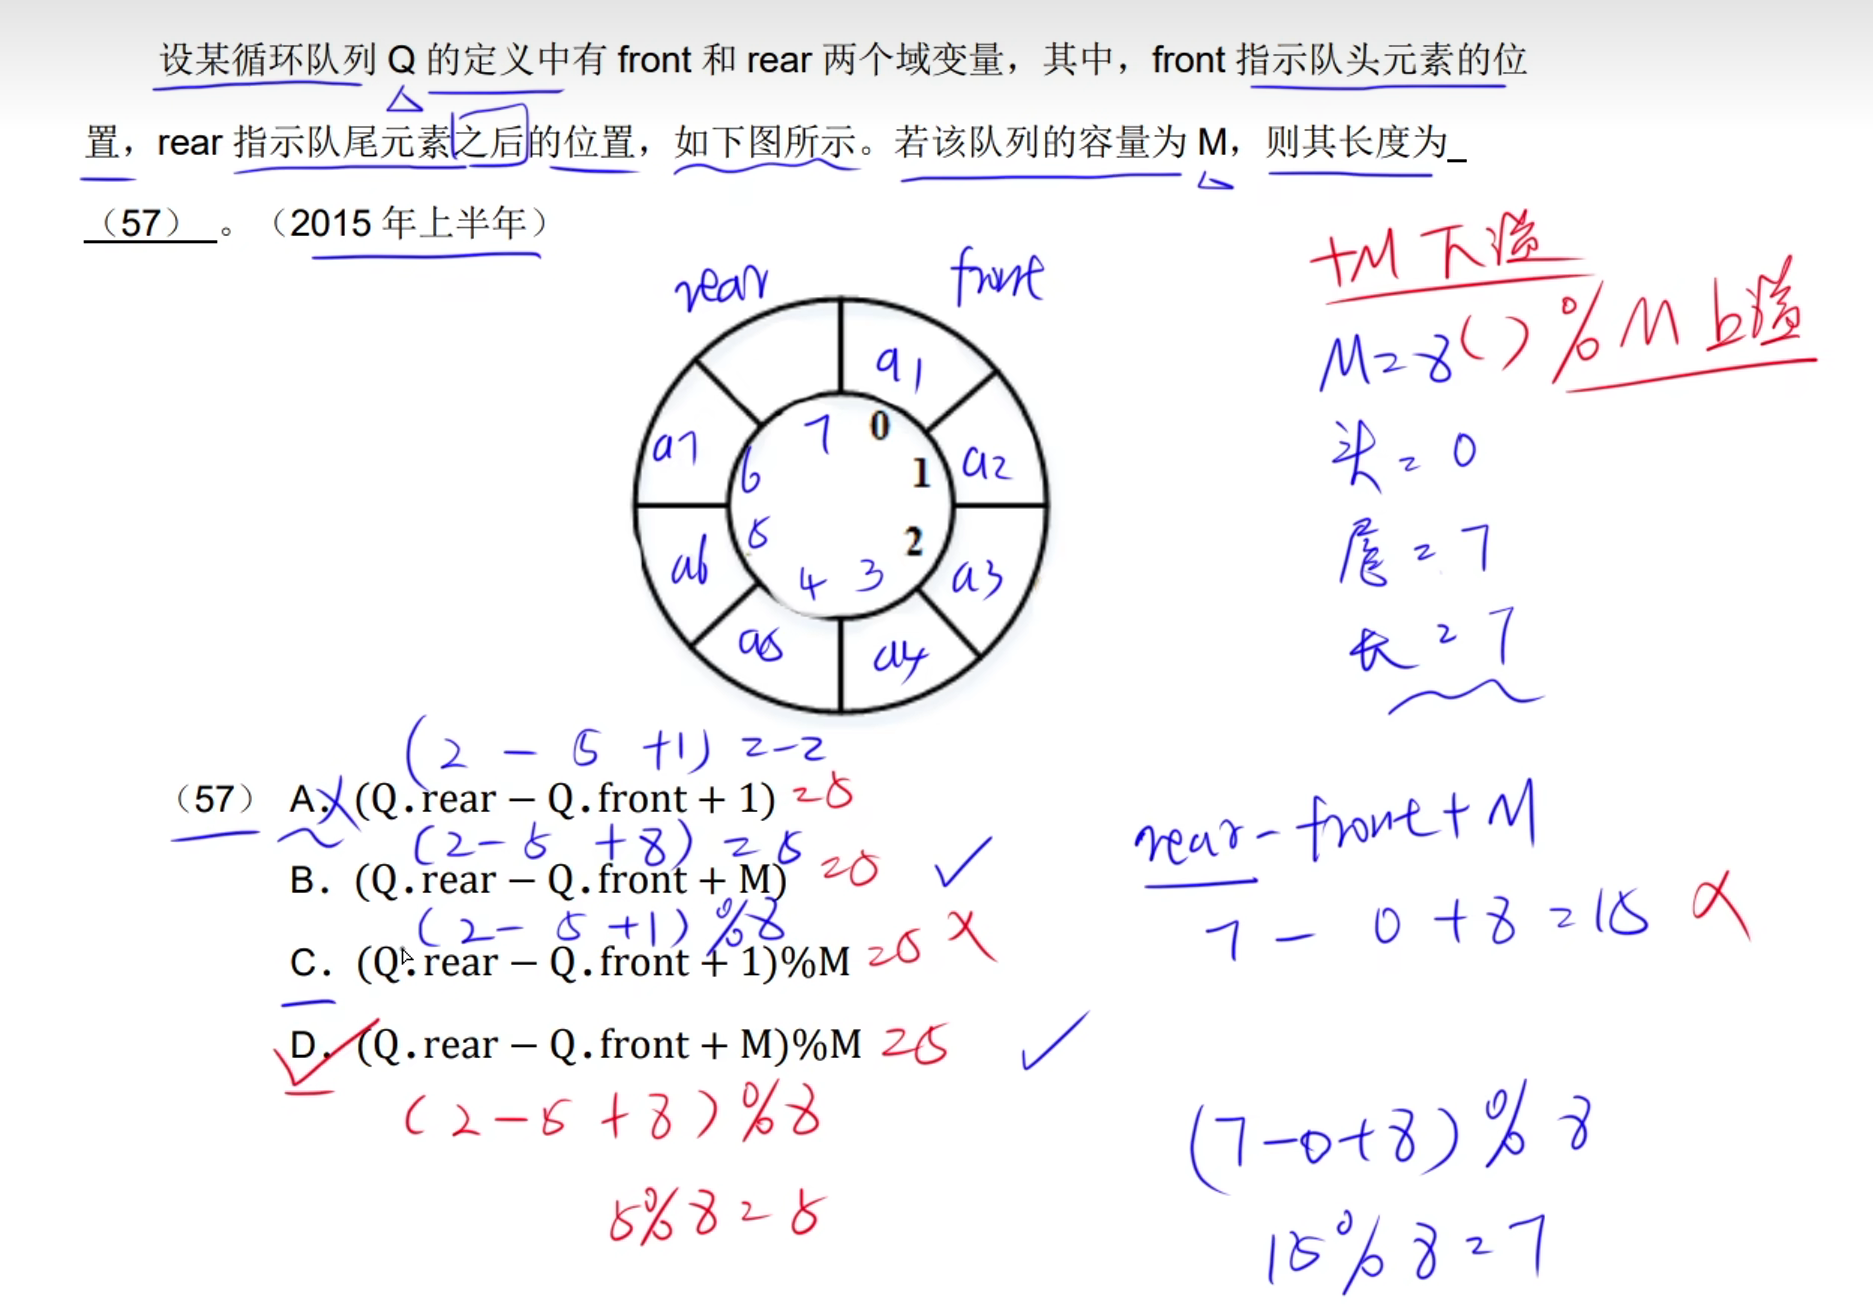 设某循环队列 Q 的定义中有 front 和 rear 两个域变量，其中，front 指示队头元素的位
置，rear 指示队尾元素之后的位置，如下图所示。若该队列的容量为 M，则其长度为_
（57）。（2015 年上半年）
rear front
+M 下溢
M=8 ( ) % M 上溢
头=0
尾=7
长=7
a1
a2
a3
a4
a5
a6
a7
0
1
2
3
4
5
6
7
(2 - 5 +1) =-2
（57） A. (Q.rear − Q.front + 1) =5
(2- 5 +8) =5
B. (Q.rear − Q.front + M) =5
(2- 5 +1) %8
C. (Q.rear − Q.front + 1)%M =5
D. (Q.rear − Q.front + M)%M =5
(2-5+8)%8
5%8=5
rear-front+M
7-0+8=15
(7-0+8)%8
15%8=7